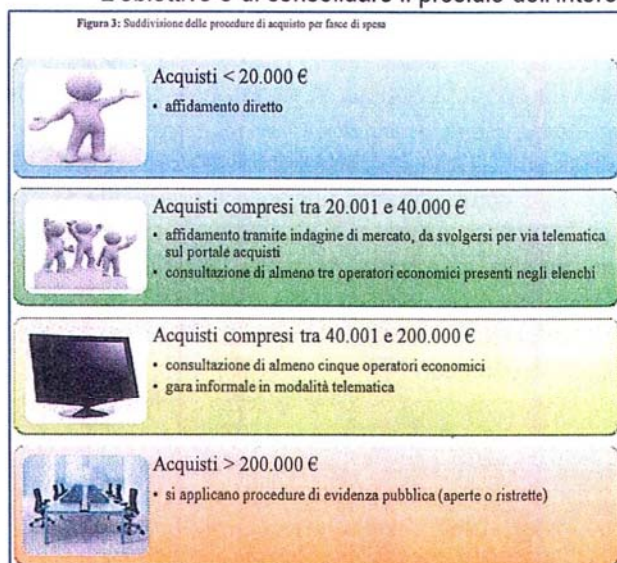 Figura 3: Suddivisione delle procedure di acquisto per fasce di spesa
Acquisti < 20.000 €
• affidamento diretto
Acquisti compresi tra 20.001 e 40.000 €
• affidamento tramite indagine di mercato, da svolgersi per via telematica
sul portale acquisti
• consultazione di almeno tre operatori economici presenti negli elenchi
Acquisti compresi tra 40.001 e 200.000 €
• consultazione di almeno cinque operatori economici
• gara informale in modalità telematica
Acquisti > 200.000 €
• si applicano procedure di evidenza pubblica (aperte o ristrette)